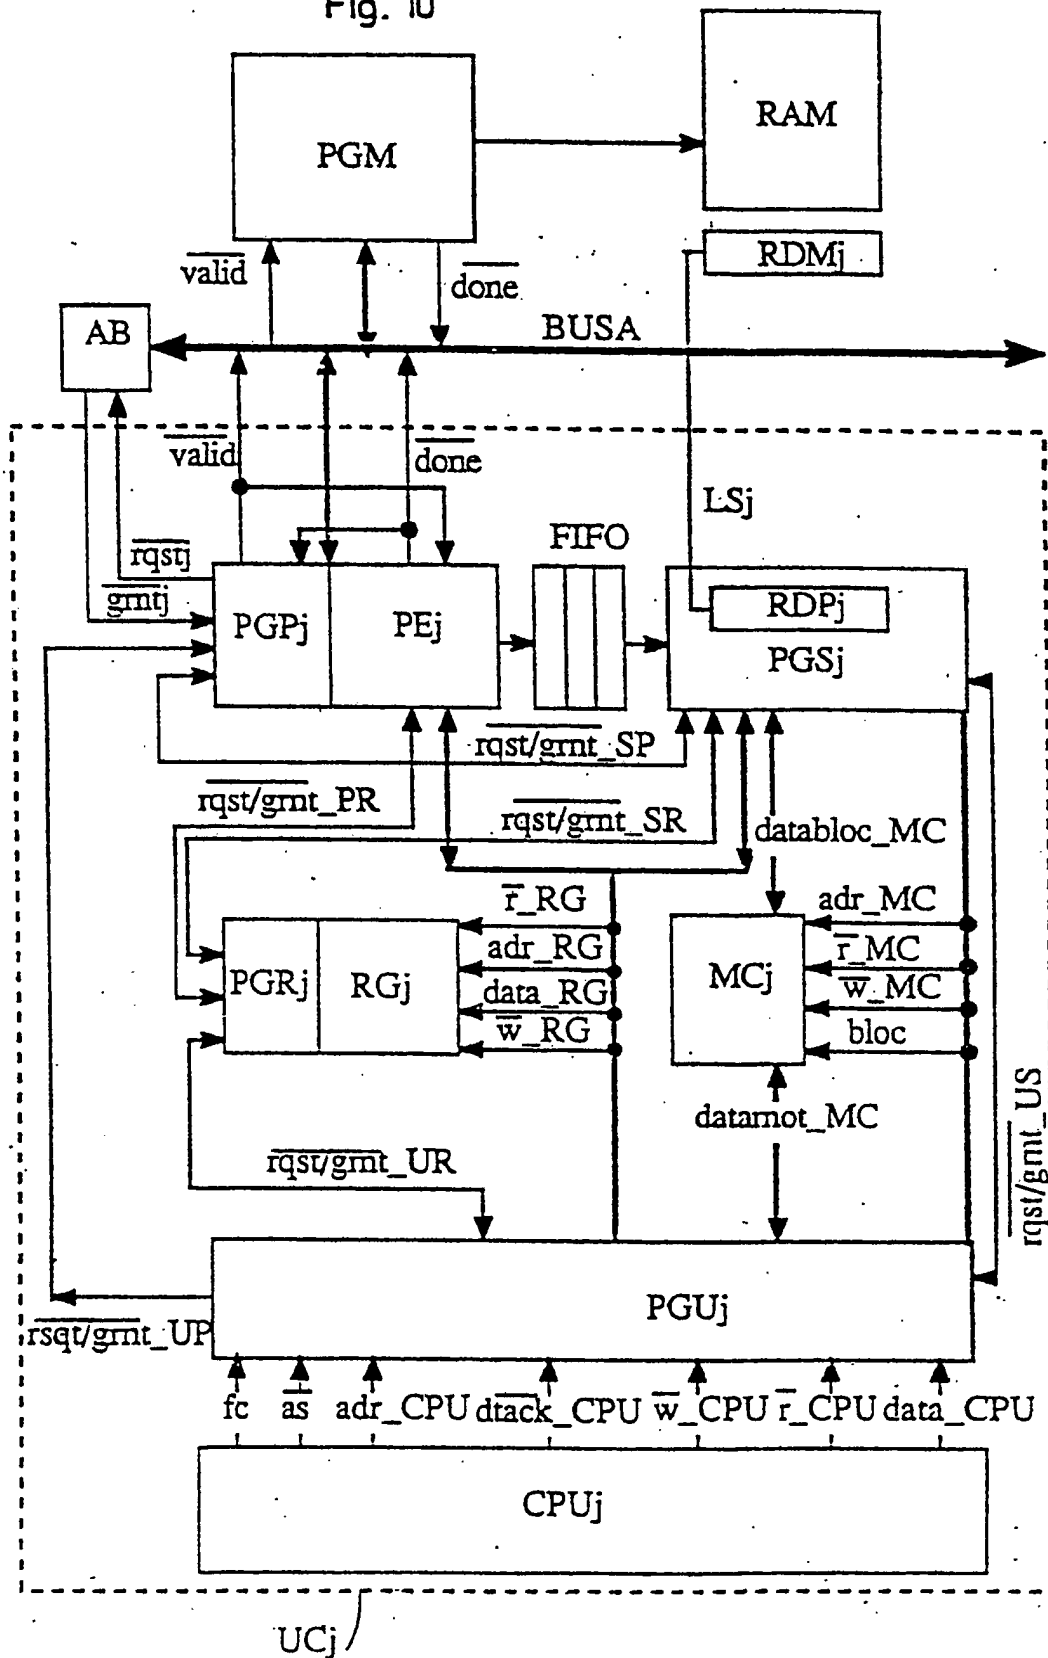 Fig. 10
PGM
RAM
RDMj
valid
done
AB
BUSA
valid
done
LSj
rqstj
FIFO
grntj
PGPj
PEj
RDPj
PGSj
rqst/grnt_SP
rqst/grnt_PR
rqst/grnt_SR
databloc_MC
r_RG
adr_MC
adr_RG
r_MC
PGRj
RGj
MCj
data_RG
w_MC
w_RG
bloc
datamot_MC
rqst/grnt_US
rqst/grnt_UR
PGUj
rsqt/grnt_UP
fc
as
adr_CPU
dtack_CPU
w_CPU
r_CPU
data_CPU
CPUj
UCj